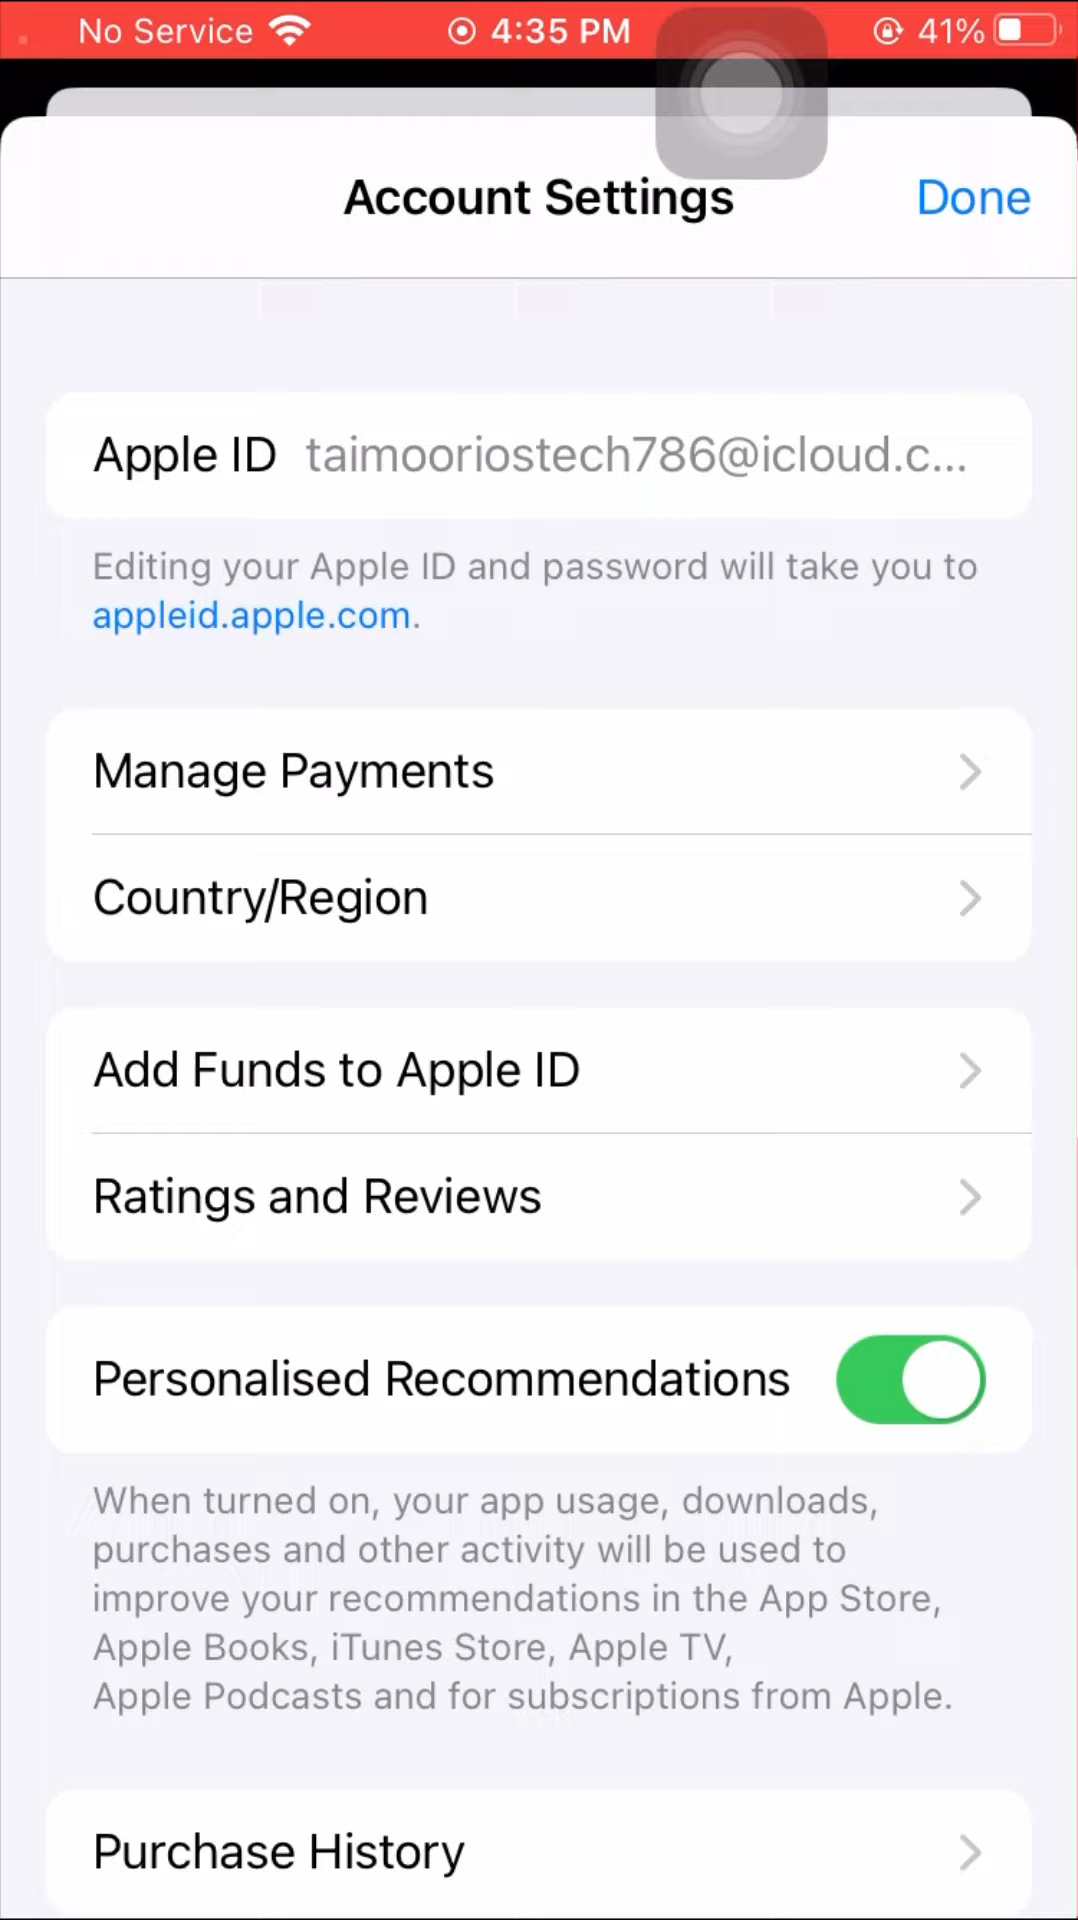 No Service 4:35 PM 41%
Account Settings Done
Apple ID taimooriostech786@icloud.c...
Editing your Apple ID and password will take you to
appleid.apple.com.
Manage Payments
Country/Region
Add Funds to Apple ID
Ratings and Reviews
Personalised Recommendations
When turned on, your app usage, downloads,
purchases and other activity will be used to
improve your recommendations in the App Store,
Apple Books, iTunes Store, Apple TV,
Apple Podcasts and for subscriptions from Apple.
Purchase History